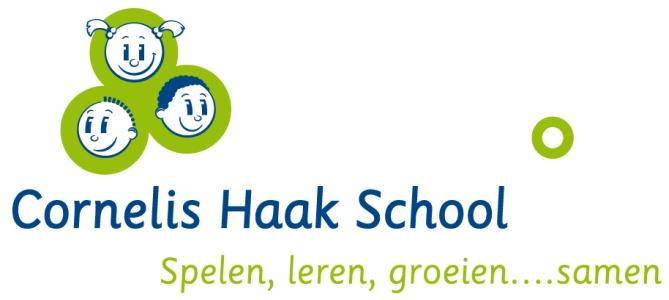 Cornelis Haak School
Spelen, leren, groeien....samen